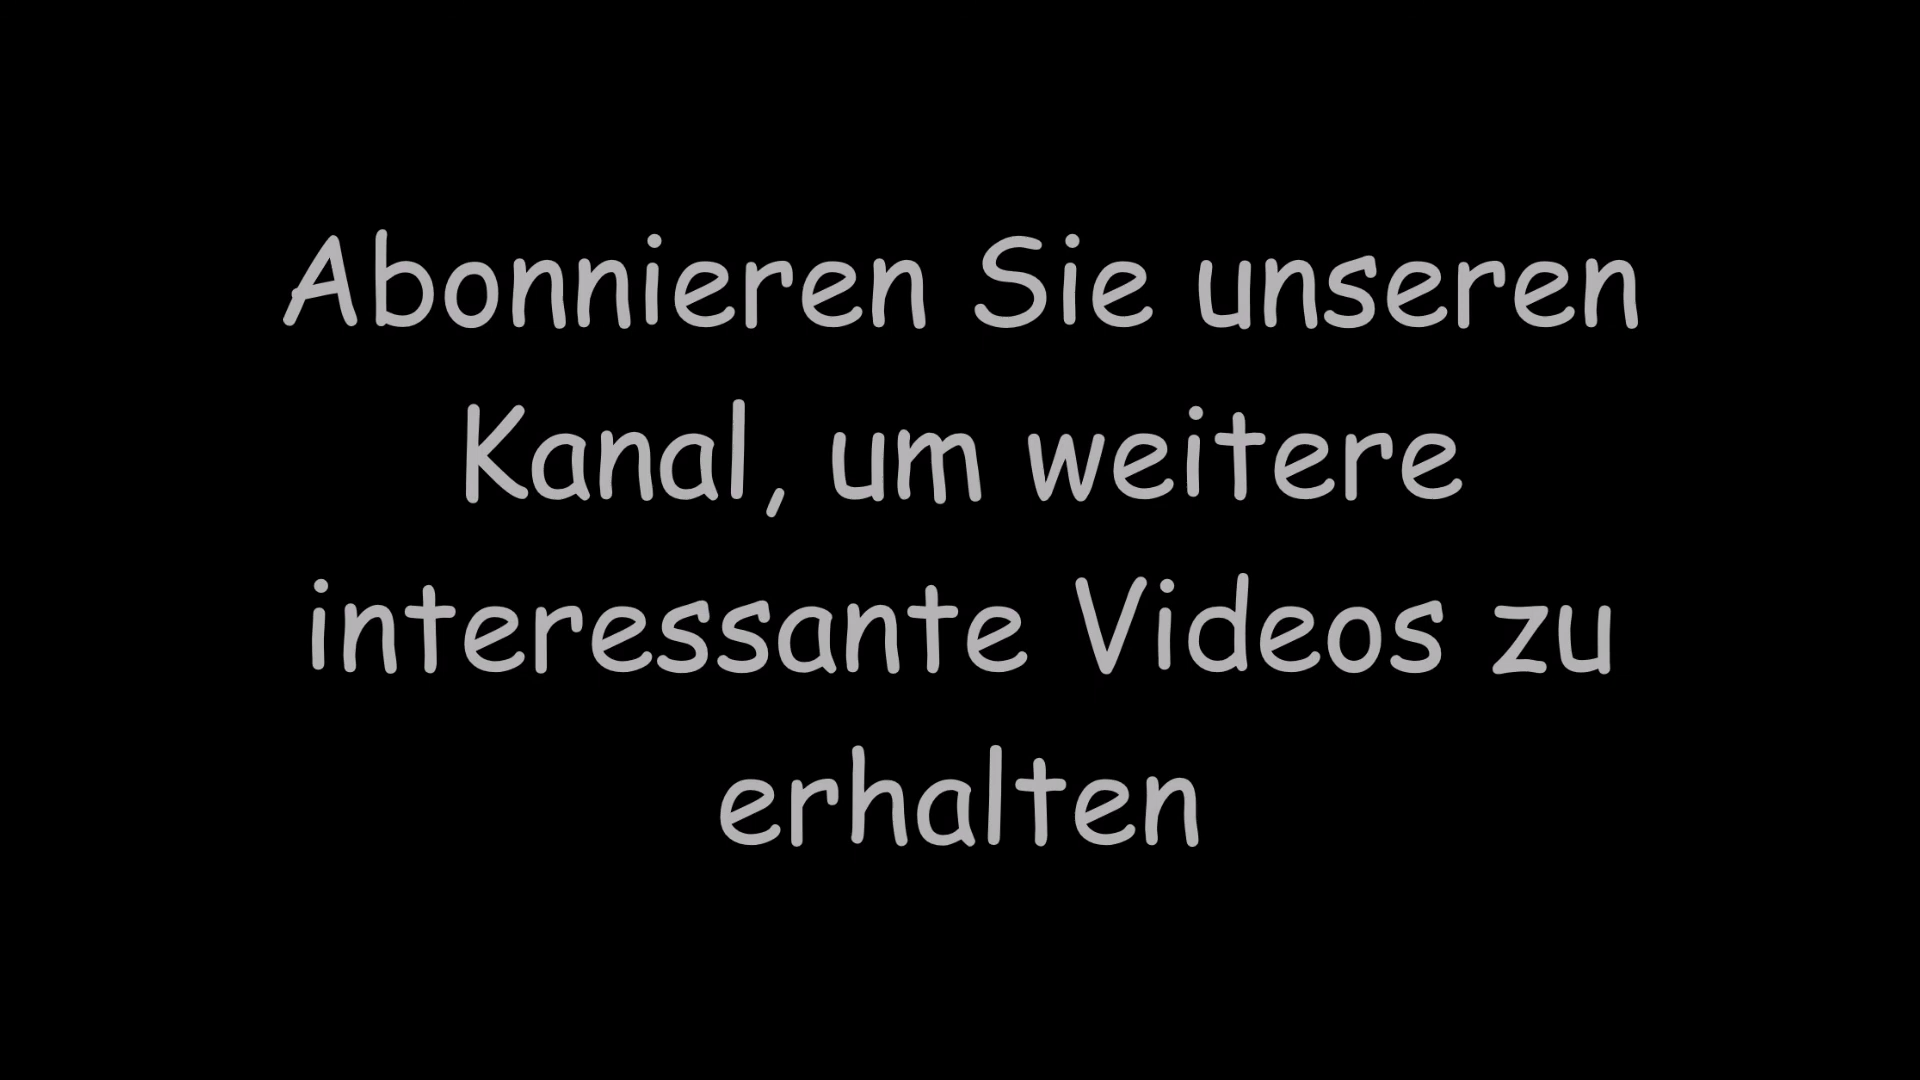 Abonnieren Sie unseren
Kanal, um weitere
interessante Videos zu
erhalten